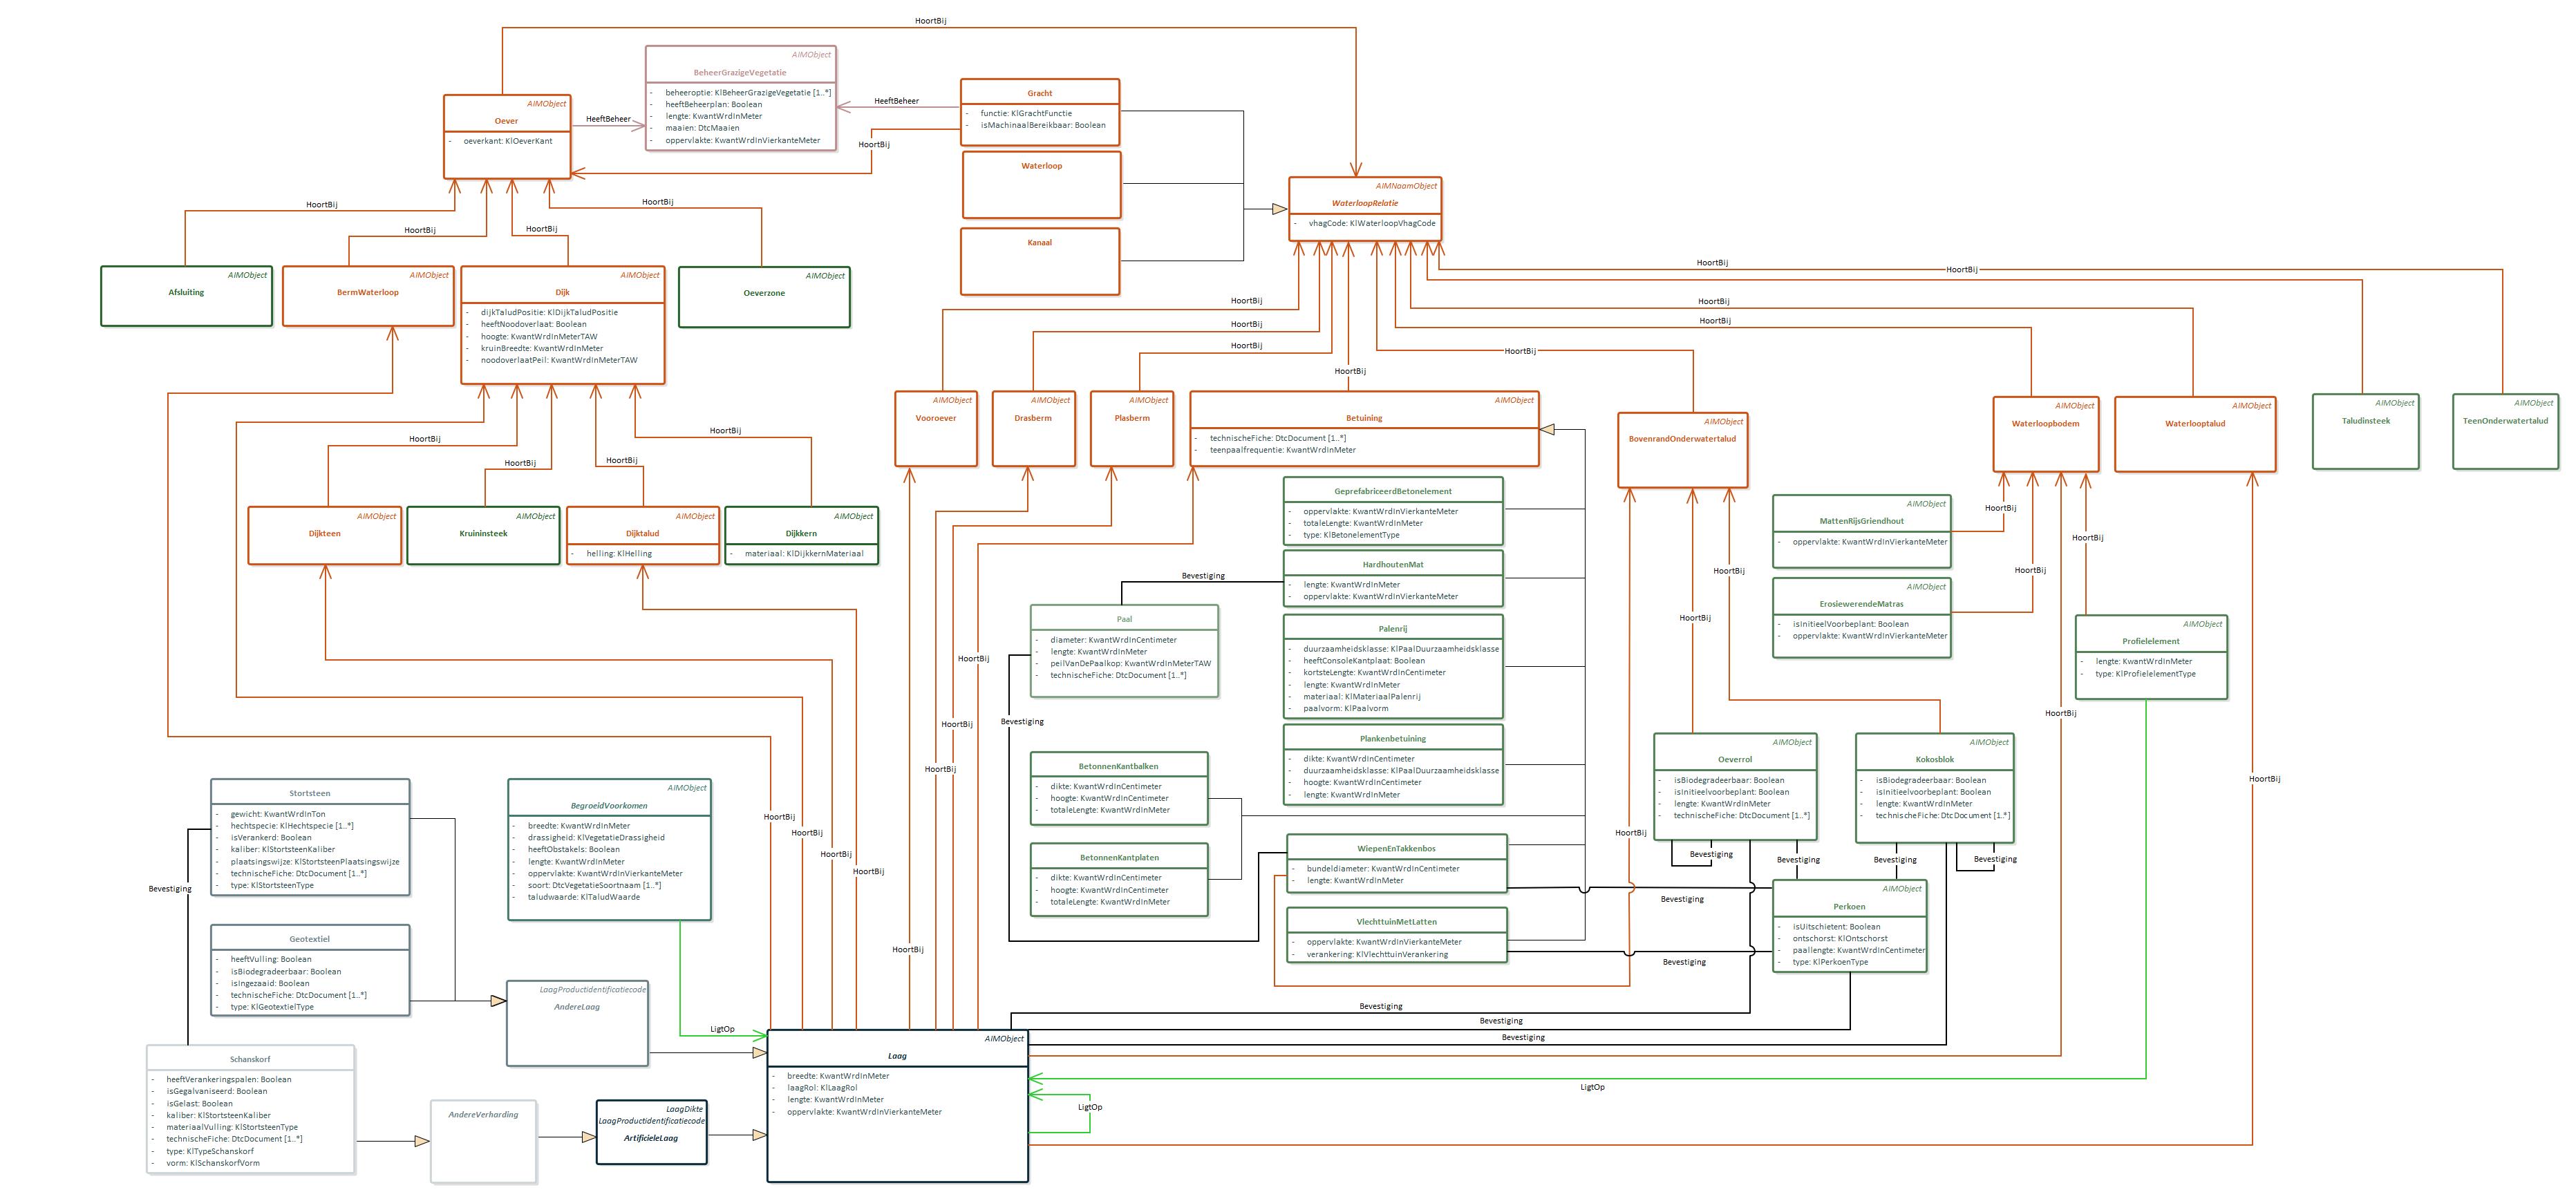 HoortBij
AIMObject
BeheerGrazigeVegetatie
- beheeroptie: KlBeheerGrazigeVegetatie [1..*]
- heeftBeheerplan: Boolean
- lengte: KwantWrdInMeter
- maaien: DtcMaaien
- oppervlakte: KwantWrdInVierkanteMeter
AIMObject
Oever
- oeverkant: KlOeverKant
HeeftBeheer
HeeftBeheer
HoortBij
Gracht
- functie: KlGrachtFunctie
- isMachinaalBereikbaar: Boolean
Waterloop
Kanaal
AIMNaamObject
WaterloopRelatie
- vhagCode: KlWaterloopVhagCode
HoortBij
HoortBij
HoortBij
HoortBij
AIMObject
Afsluiting
AIMObject
BermWaterloop
AIMObject
Dijk
- dijkTaludPositie: KlDijkTaludPositie
- heeftNoodoverlaat: Boolean
- hoogte: KwantWrdInMeterTAW
- kruinBreedte: KwantWrdInMeter
- noodoverlaatPeil: KwantWrdInMeterTAW
AIMObject
Oeverzone
HoortBij
HoortBij
HoortBij
HoortBij
HoortBij
HoortBij
HoortBij
HoortBij
HoortBij
AIMObject
Vooroever
AIMObject
Drasberm
AIMObject
Plasberm
AIMObject
Betuining
- technischeFiche: DtcDocument [1..*]
- teenpaalfrequentie: KwantWrdInMeter
AIMObject
BovenrandOnderwatertalud
AIMObject
Waterloopbodem
AIMObject
Waterlooptalud
AIMObject
Taludinsteek
AIMObject
TeenOnderwatertalud
HoortBij
HoortBij
HoortBij
HoortBij
AIMObject
Dijkteen
AIMObject
Kruininsteek
AIMObject
Dijktalud
- helling: KlHelling
AIMObject
Dijkkern
- materiaal: KlDijkkernMateriaal
GeprefabriceerdBetonelement
- oppervlakte: KwantWrdInVierkanteMeter
- totaleLengte: KwantWrdInMeter
- type: KlBetonelementType
HardhoutenMat
- lengte: KwantWrdInMeter
- oppervlakte: KwantWrdInVierkanteMeter
Bevestiging
Paal
- diameter: KwantWrdInCentimeter
- lengte: KwantWrdInMeter
- peilVanDePaalkop: KwantWrdInMeterTAW
- technischeFiche: DtcDocument [1..*]
Palenrij
- duurzaamheidsklasse: KlPaalDuurzaamheidsklasse
- heeftConsoleKantplaat: Boolean
- kortsteLengte: KwantWrdInCentimeter
- lengte: KwantWrdInMeter
- materiaal: KlMateriaalPalenrij
- paalvorm: KlPaalvorm
Plankenbetuining
- dikte: KwantWrdInCentimeter
- duurzaamheidsklasse: KlPaalDuurzaamheidsklasse
- hoogte: KwantWrdInCentimeter
- lengte: KwantWrdInMeter
AIMObject
MattenRijsGriendhout
- oppervlakte: KwantWrdInVierkanteMeter
AIMObject
ErosiewerendeMatras
- isInitieelVoorbeplant: Boolean
- oppervlakte: KwantWrdInVierkanteMeter
HoortBij
HoortBij
HoortBij
HoortBij
HoortBij
AIMObject
Profielelement
- lengte: KwantWrdInMeter
- type: KlProfielelementType
HoortBij
HoortBij
HoortBij
Bevestiging
HoortBij
HoortBij
BetonnenKantbalken
- dikte: KwantWrdInCentimeter
- hoogte: KwantWrdInCentimeter
- totaleLengte: KwantWrdInMeter
BetonnenKantplaten
- dikte: KwantWrdInCentimeter
- hoogte: KwantWrdInCentimeter
- totaleLengte: KwantWrdInMeter
AIMObject
Oeverrol
- isBiodegradeerbaar: Boolean
- isInitieelvoorbeplant: Boolean
- lengte: KwantWrdInMeter
- technischeFiche: DtcDocument [1..*]
AIMObject
Kokosblok
- isBiodegradeerbaar: Boolean
- isInitieelvoorbeplant: Boolean
- lengte: KwantWrdInMeter
- technischeFiche: DtcDocument [1..*]
Stortsteen
- gewicht: KwantWrdInTon
- hechtspecie: KlHechtspecie [1..*]
- isVerankerd: Boolean
- kaliber: KlStortsteenKaliber
- plaatsingswijze: KlStortsteenPlaatsingswijze
- technischeFiche: DtcDocument [1..*]
- type: KlStortsteenType
AIMObject
BegroeidVoorkomen
- breedte: KwantWrdInMeter
- drassigheid: KlVegetatieDrassigheid
- heeftObstakels: Boolean
- lengte: KwantWrdInMeter
- oppervlakte: KwantWrdInVierkanteMeter
- soort: DtcVegetatieSoortnaam [1..*]
- taludwaarde: KlTaludWaarde
HoortBij
HoortBij
HoortBij
HoortBij
HoortBij
HoortBij
WiepenEnTakkenbos
- bundeldiameter: KwantWrdInCentimeter
- lengte: KwantWrdInMeter
VlechttuinMetLatten
- oppervlakte: KwantWrdInVierkanteMeter
- verankering: KlVlechttuinVerankering
Bevestiging
Bevestiging
Bevestiging
Bevestiging
Bevestiging
Bevestiging
Bevestiging
AIMObject
Perkoen
- isUitschietent: Boolean
- ontschorst: KlOntschorst
- paallengte: KwantWrdInCentimeter
- type: KlPerkoenType
Geotextiel
- heeftVulling: Boolean
- isBiodegradeerbaar: Boolean
- isIngezaaid: Boolean
- technischeFiche: DtcDocument [1..*]
- type: KlGeotextielType
LaagProductidentificatiecode
AndereLaag
LigtOp
Bevestiging
Bevestiging
Bevestiging
Schanskorf
- heeftVerankeringspalen: Boolean
- isGegalvaniseerd: Boolean
- isGelast: Boolean
- kaliber: KlStortsteenKaliber
- materiaalVulling: KlStortsteenType
- technischeFiche: DtcDocument [1..*]
- type: KlTypeSchanskorf
- vorm: KlSchanskorfVorm
AndereVerharding
LaagDikte
LaagProductidentificatiecode
ArtificieleLaag
AIMObject
Laag
- breedte: KwantWrdInMeter
- laagRol: KlLaagRol
- lengte: KwantWrdInMeter
- oppervlakte: KwantWrdInVierkanteMeter
LigtOp
LigtOp